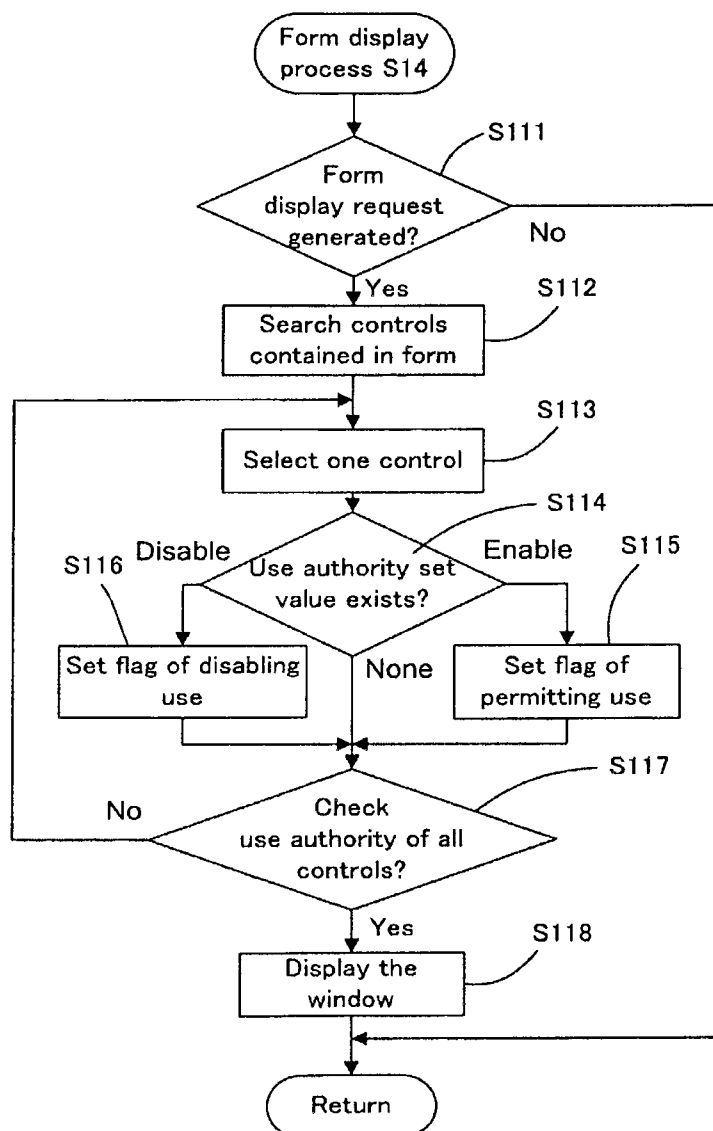 Form display
process S14
S111
Form
display request
generated?
No
Yes
S112
Search controls
contained in form
S113
Select one control
S114
Disable
Enable
S116
S115
Use authority set
value exists?
Set flag of disabling
use
None
Set flag of
permitting use
S117
No
Check
use authority of all
controls?
Yes
S118
Display the
window
Return